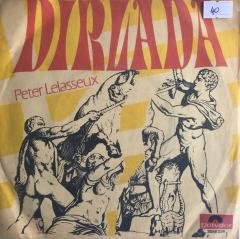 DIRLADA
40
Peter Lelasseux
Polydor